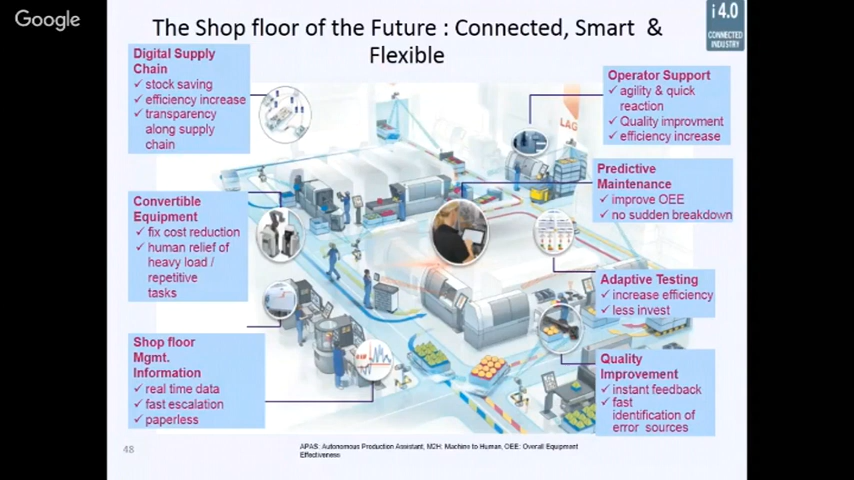 Google
The Shop floor of the Future : Connected, Smart &
Flexible
i 4.0
CONNECTED
INDUSTRY
Digital Supply
Chain
✓ stock saving
✓ efficiency increase
✓ transparency
along supply
chain
Convertible
Equipment
✓ fix cost reduction
✓ human relief of
heavy load /
repetitive
tasks
Shop floor
Mgmt.
Information
✓ real time data
✓ fast escalation
✓ paperless
LAG
Operator Support
✓ agility & quick
reaction
✓ Quality improvment
✓ efficiency increase
Predictive
Maintenance
✓ improve OEE
✓ no sudden breakdown
Adaptive Testing
✓ increase efficiency
✓ less invest
Quality
Improvement
✓ instant feedback
✓ fast
identification of
error sources
48
APAS: Autonomous Production Assistant, M2H. Machine to Human, OEE: Overall Equipment
Effectiveness